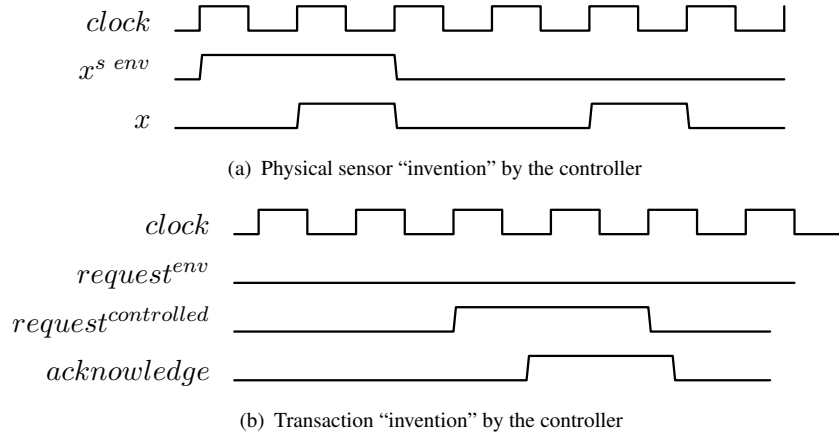 clock
x^{s env}
x
(a) Physical sensor “invention” by the controller
clock
request^{env}
request^{controlled}
acknowledge
(b) Transaction “invention” by the controller